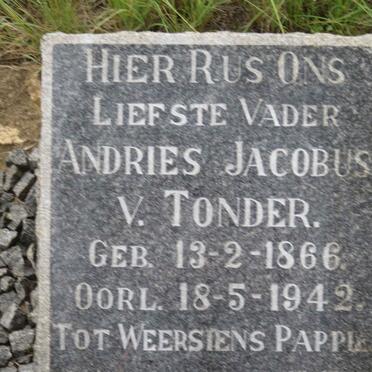 HIER RUS ONS
LIEFSTE VADER
ANDRIES JACOBUS
V. TONDER.
GEB. 13-2-1866.
OORL. 18-5-1942.
TOT WEERSIENS PAPPIE